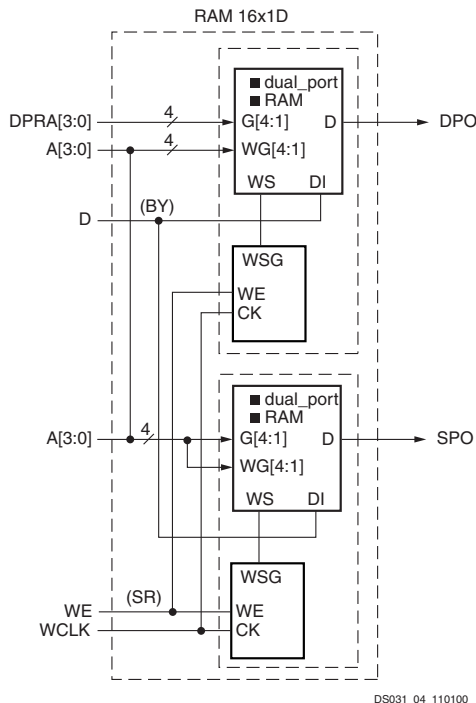 RAM 16x1D
dual_port
RAM
DPRA[3:0]
4
G[4:1]
D
DPO
A[3:0]
4
WG[4:1]
WS
DI
D
(BY)
WSG
WE
CK
dual_port
RAM
A[3:0]
4
G[4:1]
D
SPO
WG[4:1]
WS
DI
WSG
WE
(SR)
WE
WCLK
CK
DS031_04_110100